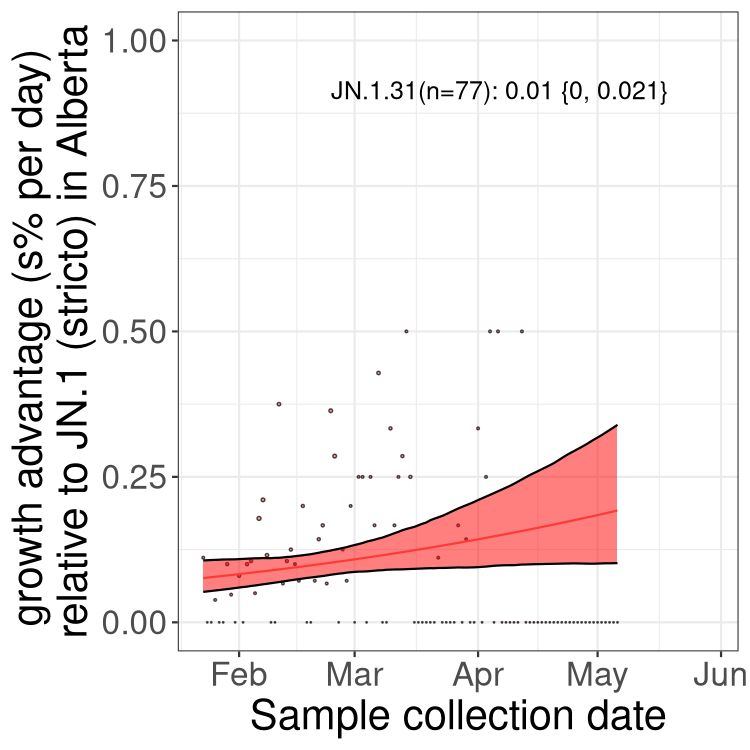 growth advantage (s% per day)
relative to JN.1 (stricto) in Alberta
1.00
0.75
0.50
0.25
0.00
JN.1.31(n=77): 0.01 {0, 0.021}
Feb Mar Apr May Jun
Sample collection date